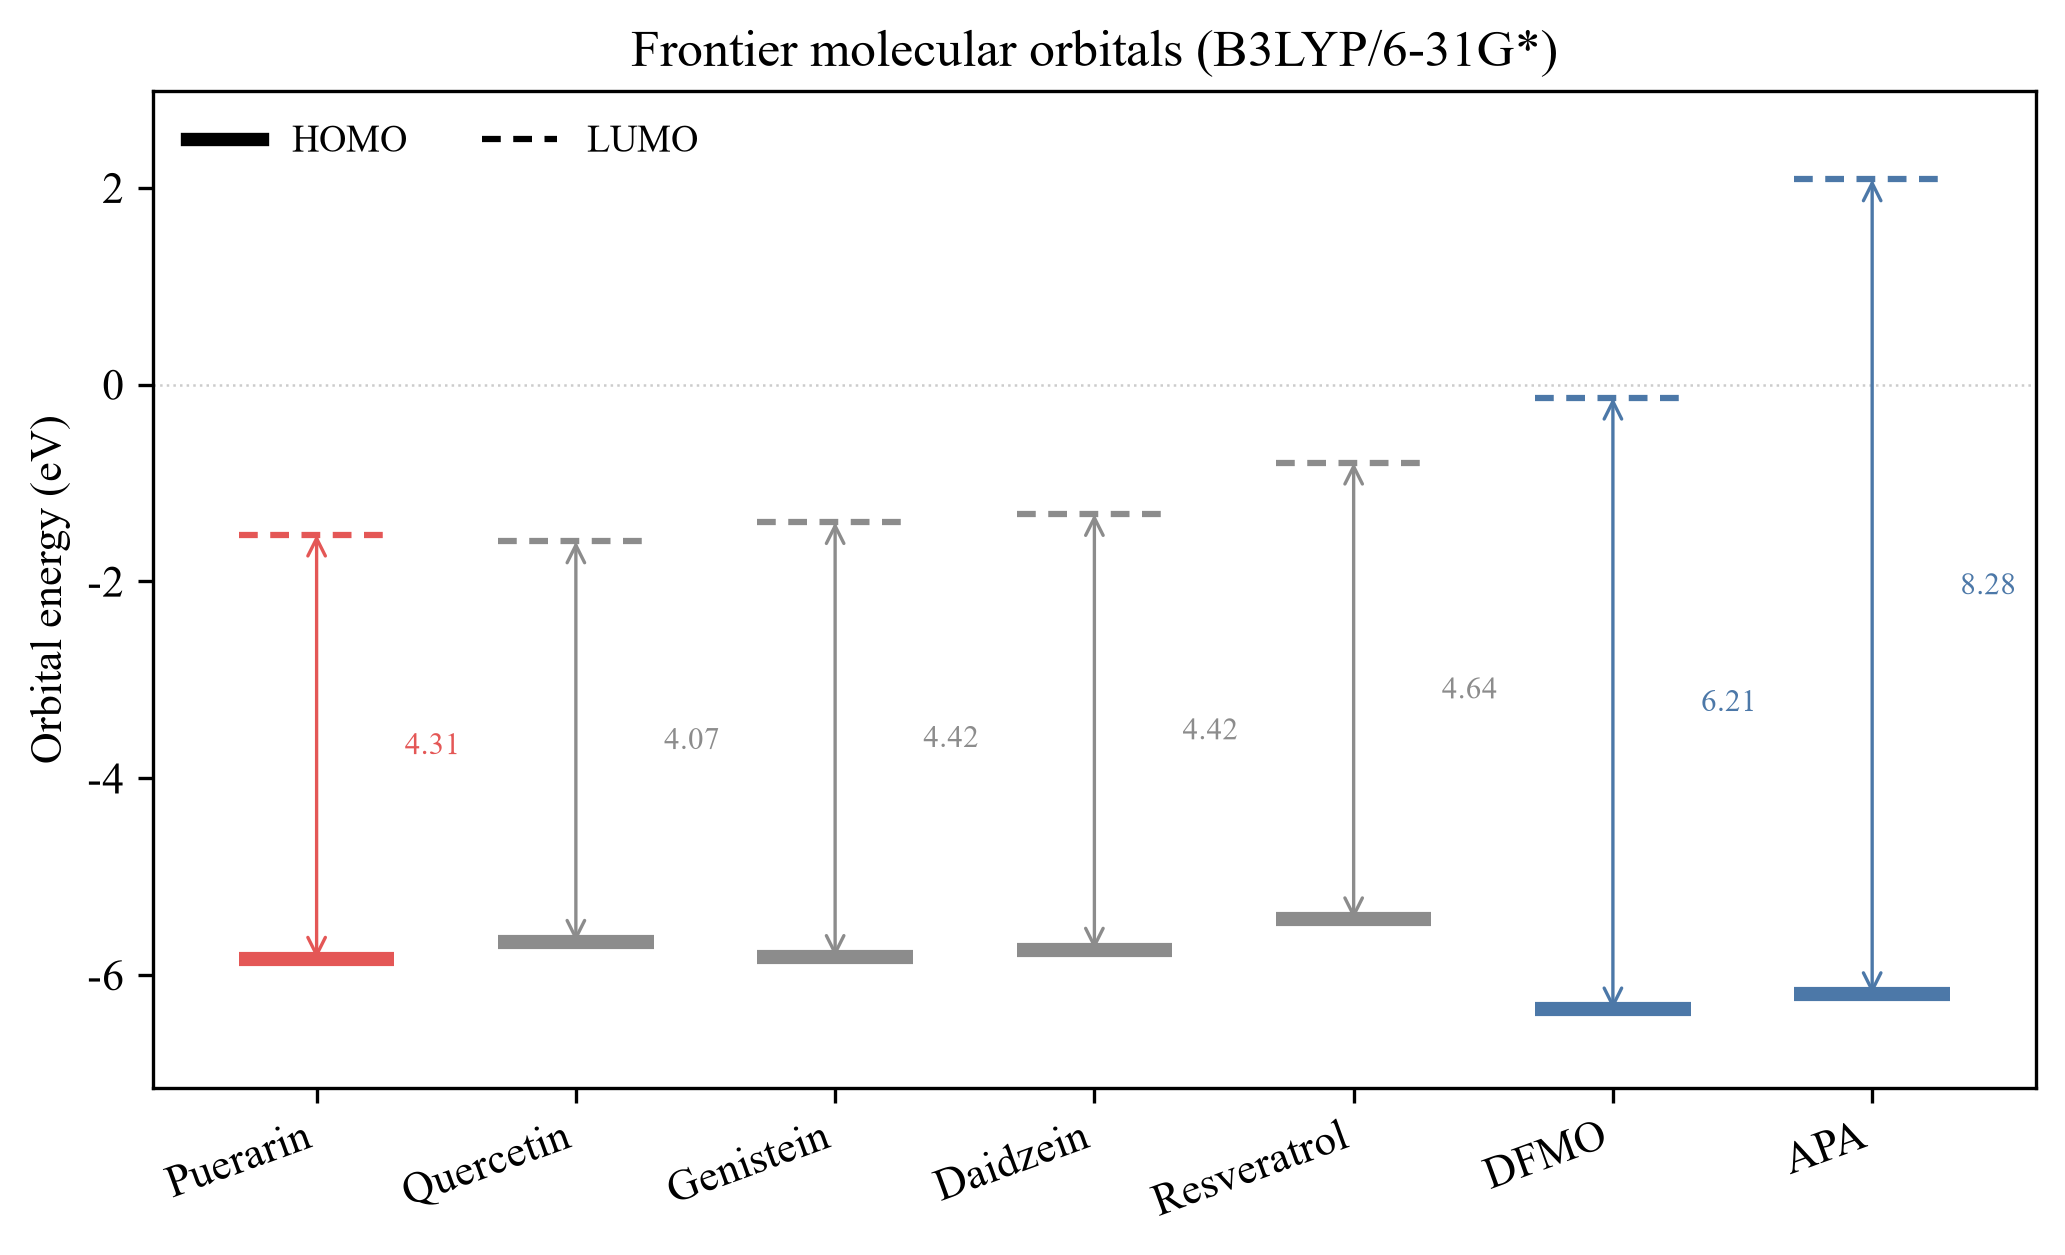 Frontier molecular orbitals (B3LYP/6-31G*)
HOMO LUMO
Orbital energy (eV)
2
0
-2
-4
-6
4.31
4.07
4.42
4.42
4.64
6.21
8.28
Puerarin
Quercetin
Genistein
Daidzein
Resveratrol
DFMO
APA